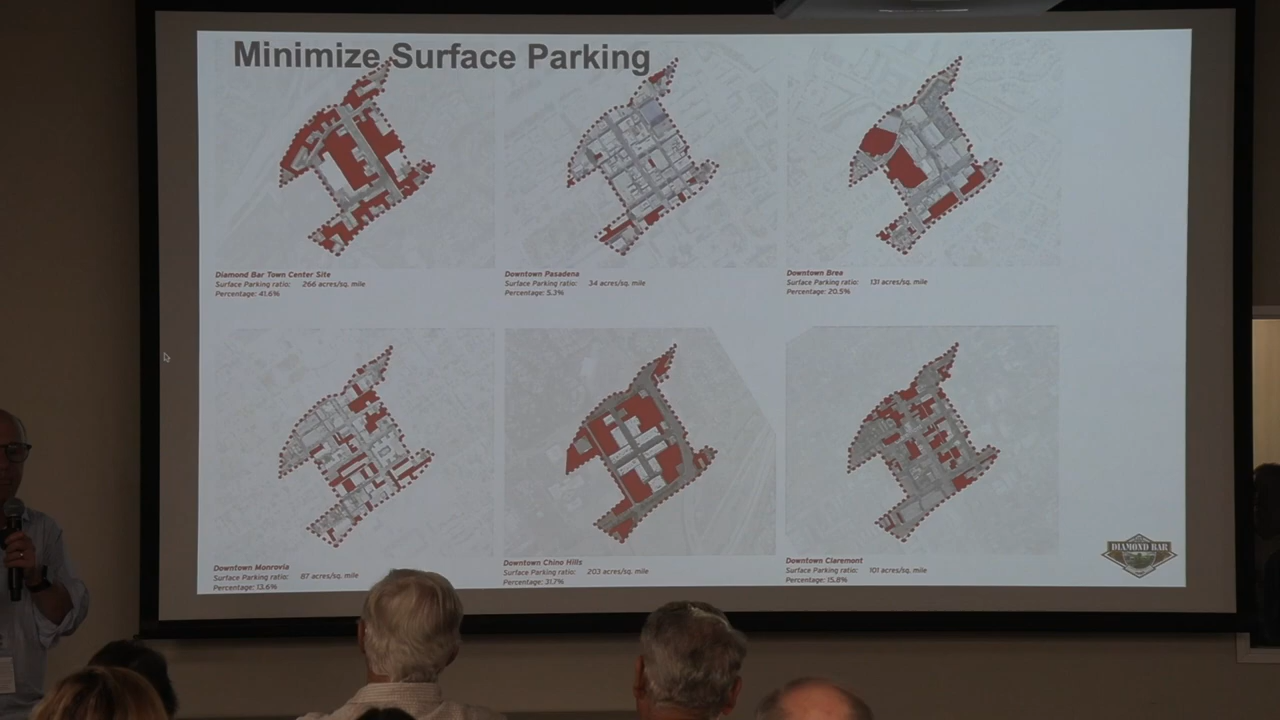 Minimize Surface Parking
Diamond Bar Town Center Site
Surface Parking ratio: 266 acres/sq. mile
Percentage: 41.6%
Downtown Pasadena
Surface Parking ratio: 34 acres/sq. mile
Percentage: 5.3%
Downtown Brea
Surface Parking ratio: 131 acres/sq. mile
Percentage: 20.5%
Downtown Monrovia
Surface Parking ratio: 87 acres/sq. mile
Percentage: 13.6%
Downtown Chino Hills
Surface Parking ratio: 203 acres/sq. mile
Percentage: 31.7%
Downtown Claremont
Surface Parking ratio: 101 acres/sq. mile
Percentage: 15.8%
DIAMOND BAR